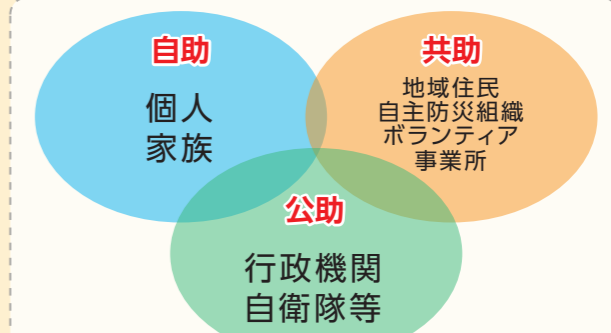 自助
個人
家族
共助
地域住民
自主防災組織
ボランティア
事業所
公助
行政機関
自衛隊等